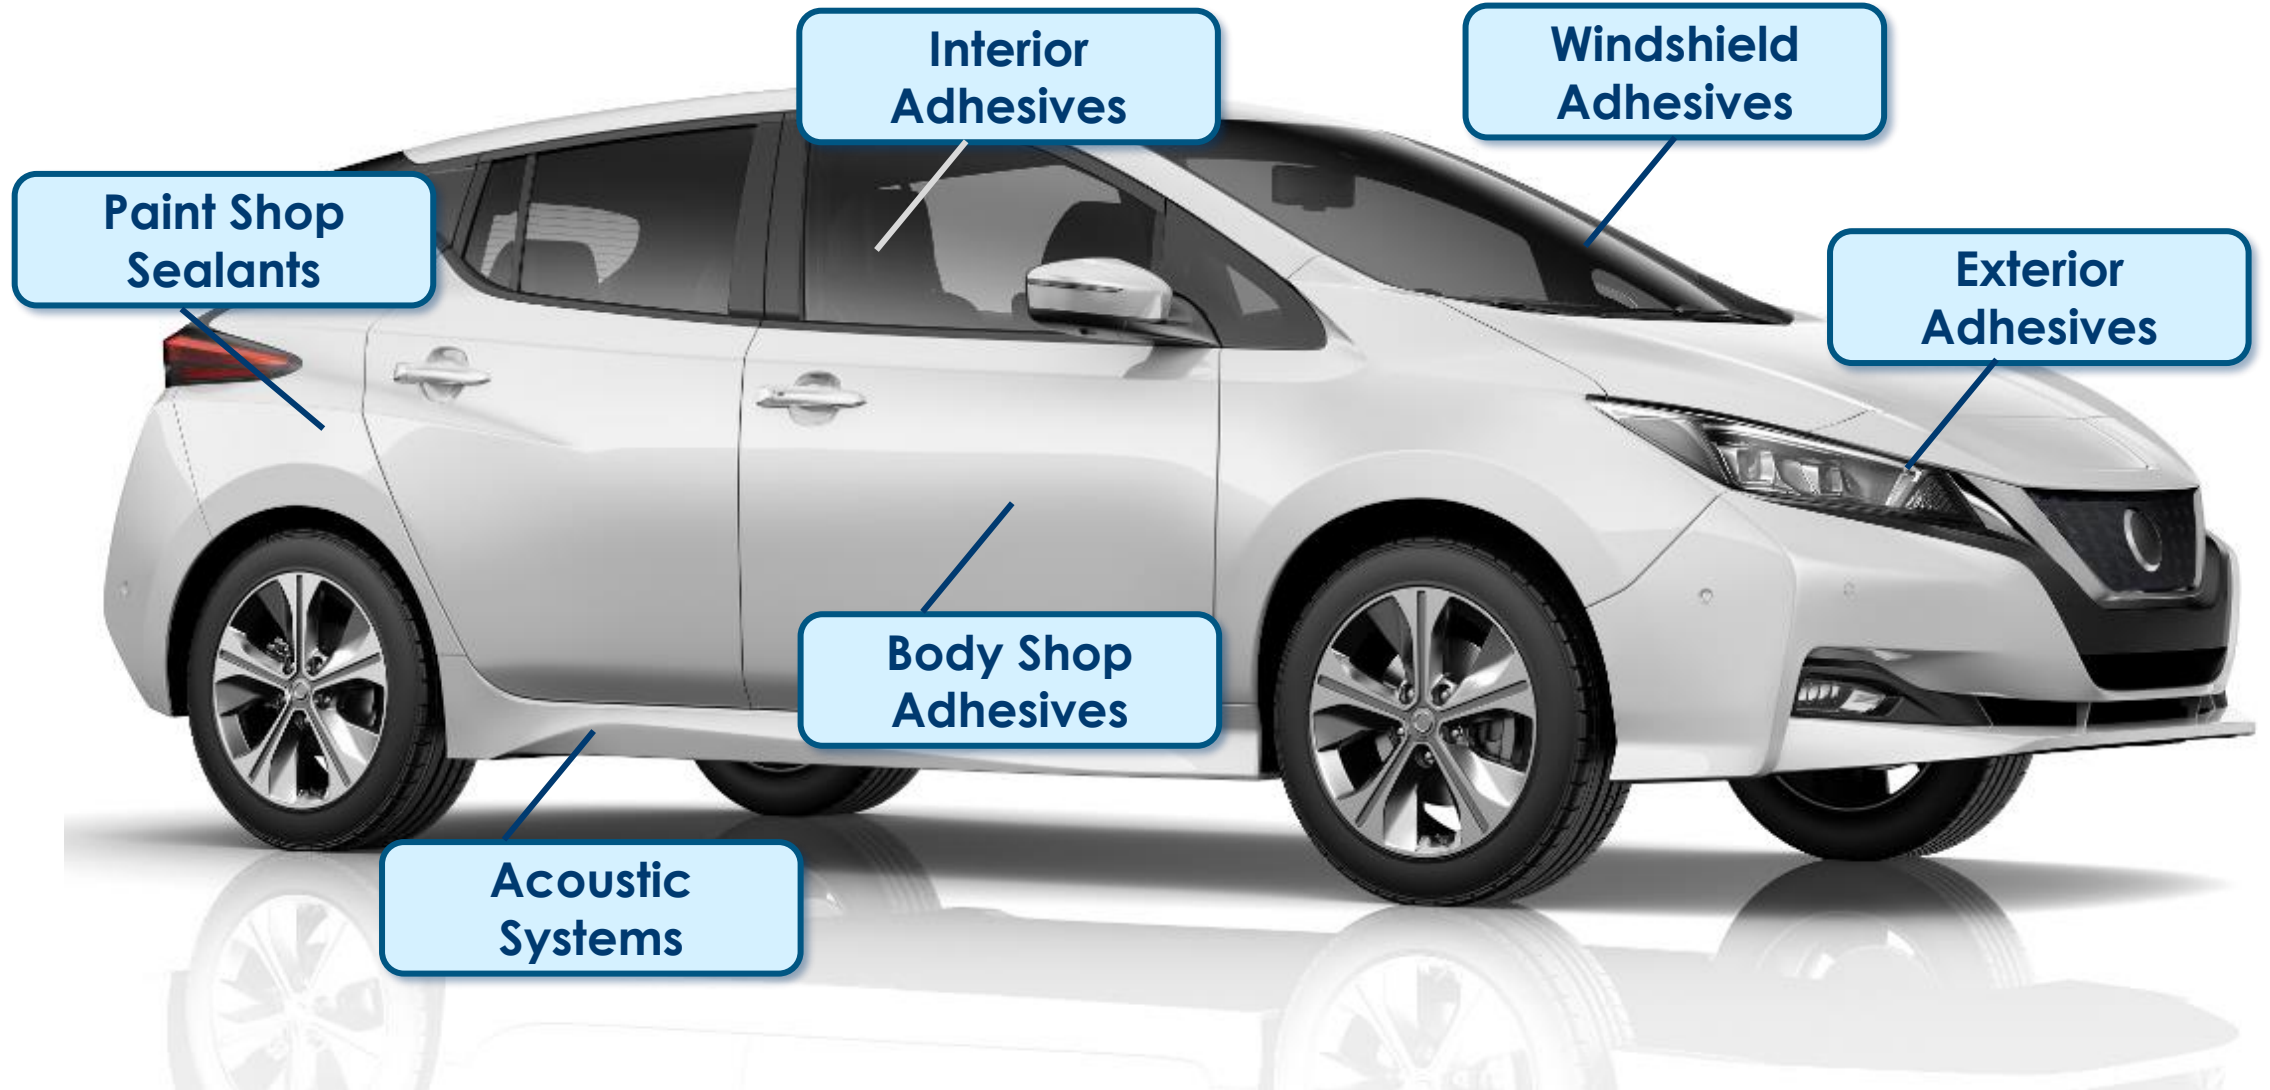 Interior
Adhesives
Windshield
Adhesives
Paint Shop
Sealants
Exterior
Adhesives
Body Shop
Adhesives
Acoustic
Systems